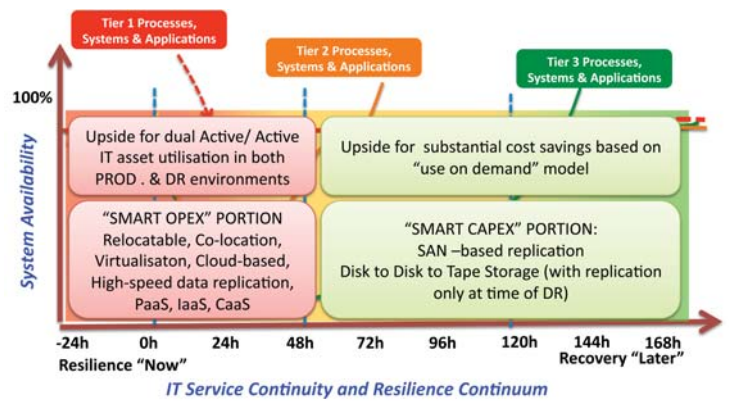 Tier 1 Processes,
Systems & Applications
Tier 2 Processes,
Systems & Applications
Tier 3 Processes,
Systems & Applications
100%
System Availability
Upside for dual Active/ Active
IT asset utilisation in both
PROD . & DR environments
Upside for substantial cost savings based on
"use on demand" model
"SMART OPEX" PORTION
Relocatable, Co-location,
Virtualisaton, Cloud-based,
High-speed data replication,
PaaS, IaaS, CaaS
"SMART CAPEX" PORTION:
SAN –based replication
Disk to Disk to Tape Storage (with replication
only at time of DR)
-24h 0h 24h 48h 72h 96h 120h 144h 168h
Resilience "Now" Recovery "Later"
IT Service Continuity and Resilience Continuum